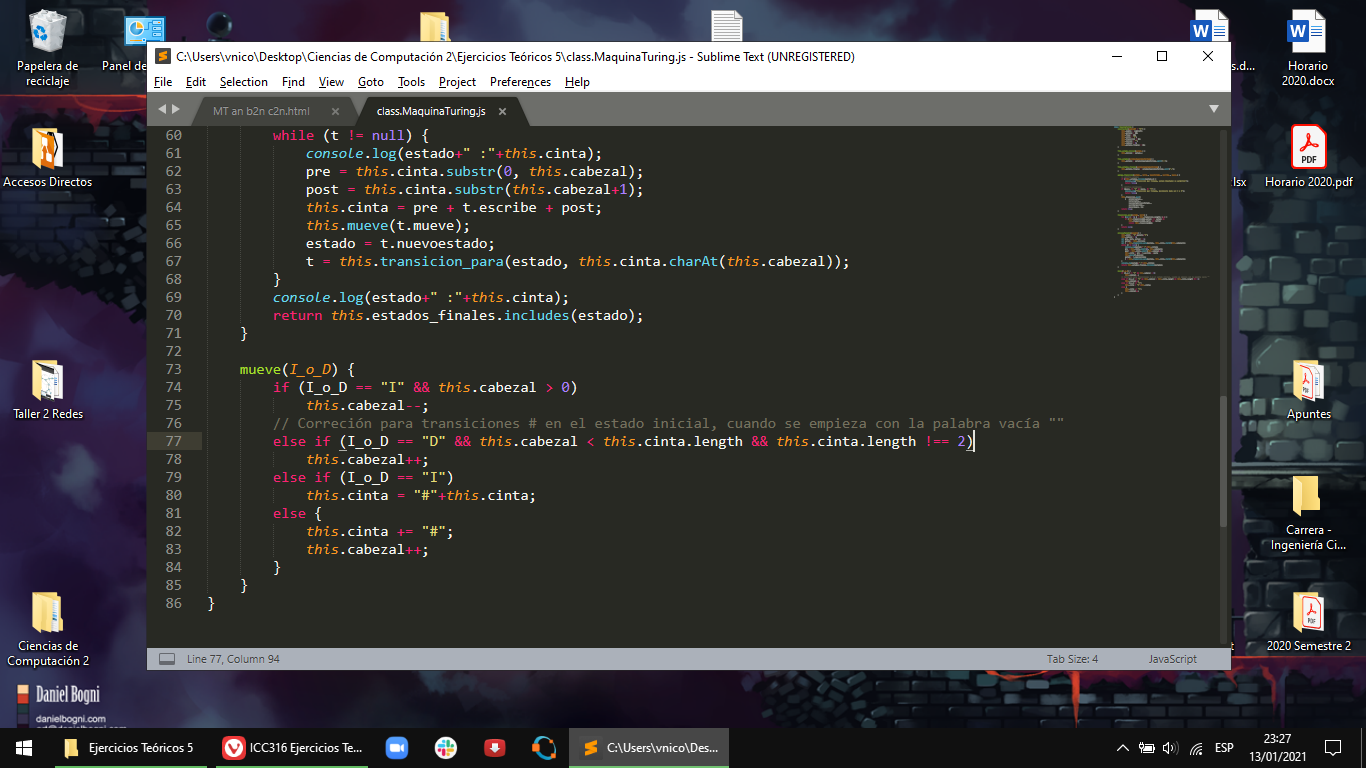 Papelera de
reciclaje
Panel de
Accesos Directos
Taller 2 Redes
Ciencias de
Computación 2
Daniel Bogni
danielbogni.com
Horario
2020.docx
Horario 2020.pdf
Apuntes
Carrera -
Ingeniería Ci...
2020 Semestre 2
C:\Users\vnico\Desktop\Ciencias de Computación 2\Ejercicios Teóricos 5\class.MaquinaTuring.js - Sublime Text (UNREGISTERED)
File Edit Selection Find View Goto Tools Project Preferences Help
MT an b2n c2n.html × class.MaquinaTuring.js ×
60 while (t != null) {
61 console.log(estado+" :"+this.cinta);
62 pre = this.cinta.substr(0, this.cabezal);
63 post = this.cinta.substr(this.cabezal+1);
64 this.cinta = pre + t.escribe + post;
65 this.mueve(t.mueve);
66 estado = t.nuevoestado;
67 t = this.transicion_para(estado, this.cinta.charAt(this.cabezal));
68 }
69 console.log(estado+" :"+this.cinta);
70 return this.estados_finales.includes(estado);
71 }
72
73 mueve(I_o_D) {
74 if (I_o_D == "I" && this.cabezal > 0)
75 this.cabezal--;
76 // Correción para transiciones # en el estado inicial, cuando se empieza con la palabra vacía ""
77 else if (I_o_D == "D" && this.cabezal < this.cinta.length && this.cinta.length !== 2)
78 this.cabezal++;
79 else if (I_o_D == "I")
80 this.cinta = "#"+this.cinta;
81 else {
82 this.cinta += "#";
83 this.cabezal++;
84 }
85 }
86 }
Line 77, Column 94 Tab Size: 4 JavaScript
Ejercicios Teóricos 5 ICC316 Ejercicios Te... C:\Users\vnico\Des... ESP 23:27
13/01/2021